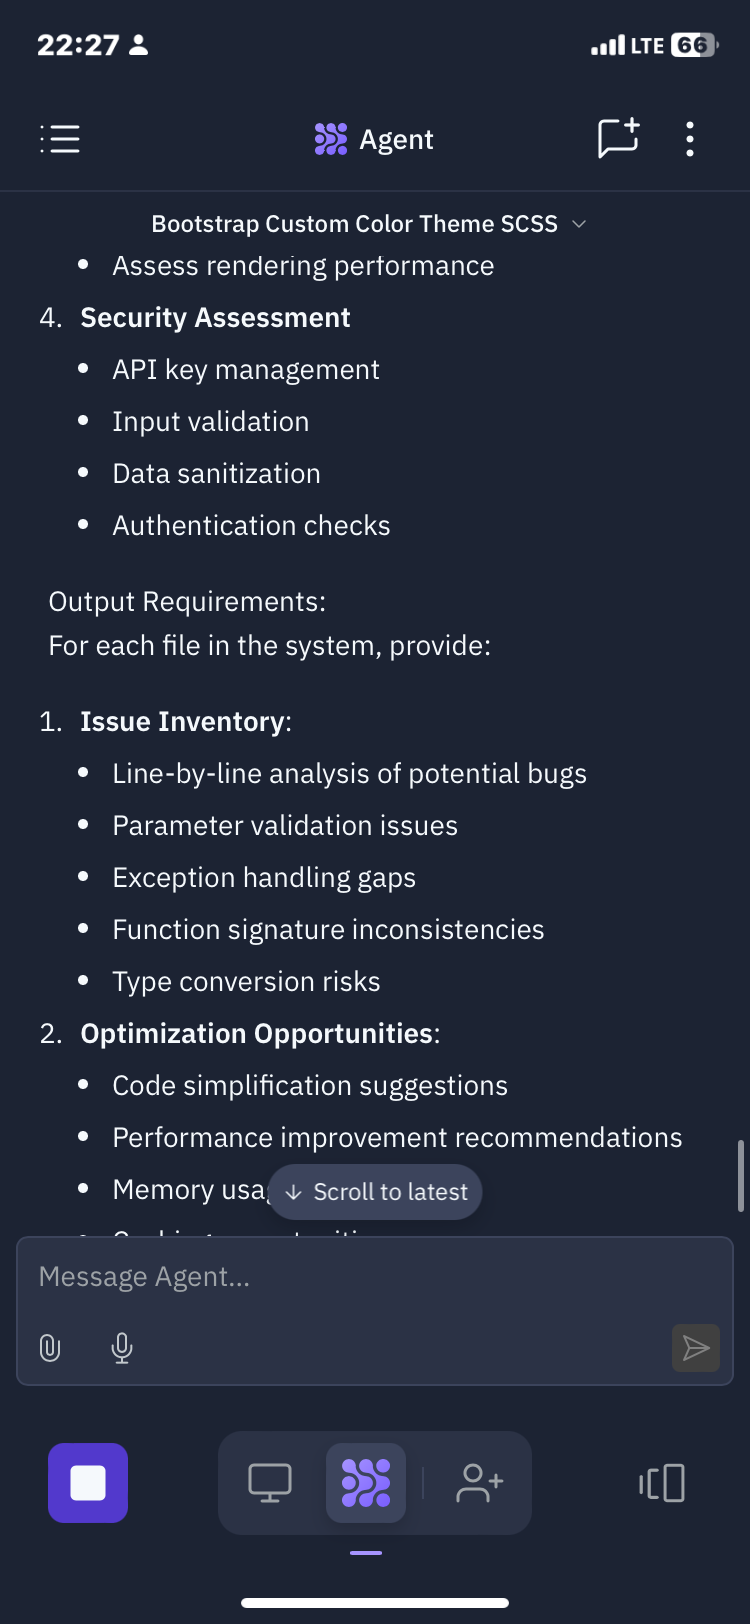 22:27
LTE 66
Agent
Bootstrap Custom Color Theme SCSS
• Assess rendering performance
4. Security Assessment
• API key management
• Input validation
• Data sanitization
• Authentication checks
Output Requirements:
For each file in the system, provide:
1. Issue Inventory:
• Line-by-line analysis of potential bugs
• Parameter validation issues
• Exception handling gaps
• Function signature inconsistencies
• Type conversion risks
2. Optimization Opportunities:
• Code simplification suggestions
• Performance improvement recommendations
• Memory
Scroll to latest
Message Agent...